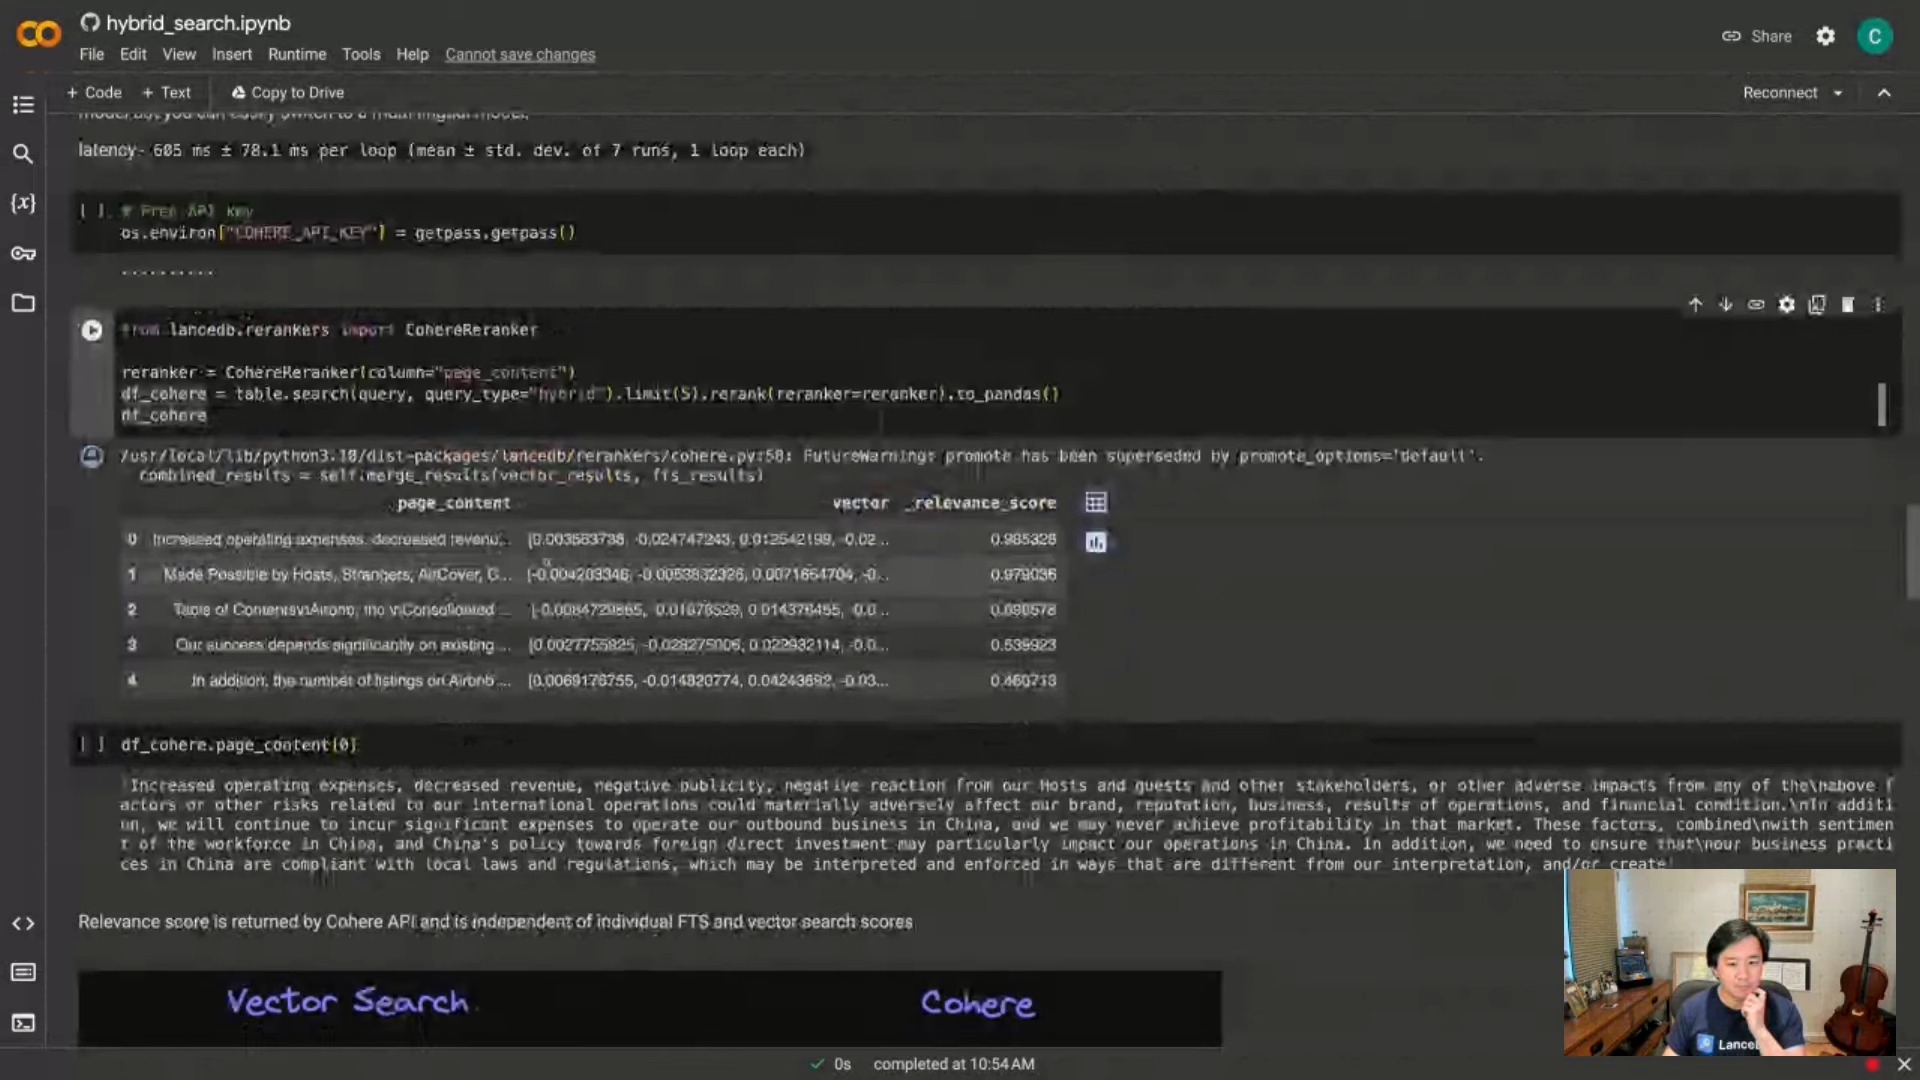 hybrid_search.ipynb
File Edit View Insert Runtime Tools Help Cannot save changes
Share
C
+ Code + Text Copy to Drive
Reconnect
latency- 605 ms ± 78.1 ms per loop (mean ± std. dev. of 7 runs, 1 loop each)
[ ] # Free API key
os.environ["COHERE_API_KEY"] = getpass.getpass()
..........
from lancedb.rerankers import CohereReranker
reranker = CohereReranker(column="page_content")
df_cohere = table.search(query, query_type="hybrid").limit(5).rerank(reranker=reranker).to_pandas()
df_cohere
/usr/local/lib/python3.10/dist-packages/lancedb/rerankers/cohere.py:58: FutureWarning: promote has been superseded by promote_options='default'.
combined_results = self.merge_results(vector_results, fts_results)
page_content vector _relevance_score
0 Increased operating expenses, decreased revenu... [0.003563738, -0.024747243, 0.012542199, -0.02... 0.985328
1 Made Possible by Hosts, Strangers, AirCover, C... [-0.004203346, -0.0053832326, 0.0071664704, -0... 0.979036
2 Table of Contents\nAirbnb, Inc.\nConsolidated ... 0.0...
3 Our success depends significantly on existing ... [0.0027755825, -0.028275006, 0.022932114, -0.0... 0.539923
4 In addition, the number of listings on Airbnb ... [0.0069176755, -0.014820774, 0.04243692, -0.03... 0.460713
[ ] df_cohere.page_content[0]
'Increased operating expenses, decreased revenue, negative publicity, negative reaction from our Hosts and guests and other stakeholders, or other adverse impacts from any of the\nabove f
actors or other risks related to our international operations could materially adversely affect our brand, reputation, business, results of operations, and financial condition.\nIn additi
on, we will continue to incur significant expenses to operate our outbound business in China, and we may never achieve profitability in that market. These factors, combined\nwith sentimen
t of the workforce in China, and China's policy towards foreign direct investment may particularly impact our operations in China. In addition, we need to ensure that\nour business practi
ces in China are compliant with local laws and regulations, which may be interpreted and enforced in ways that are different from our interpretation, and/or create'
Relevance score is returned by Cohere API and is independent of individual FTS and vector search scores
Vector Search Cohere
0s completed at 10:54 AM